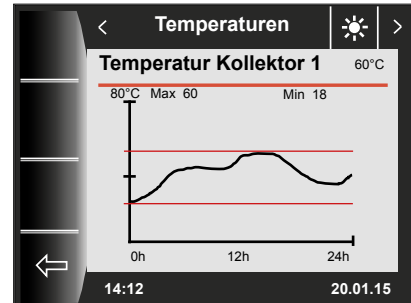 < Temperaturen >
Temperatur Kollektor 1 60°C
80°C Max 60 Min 18
0h 12h 24h
14:12 20.01.15